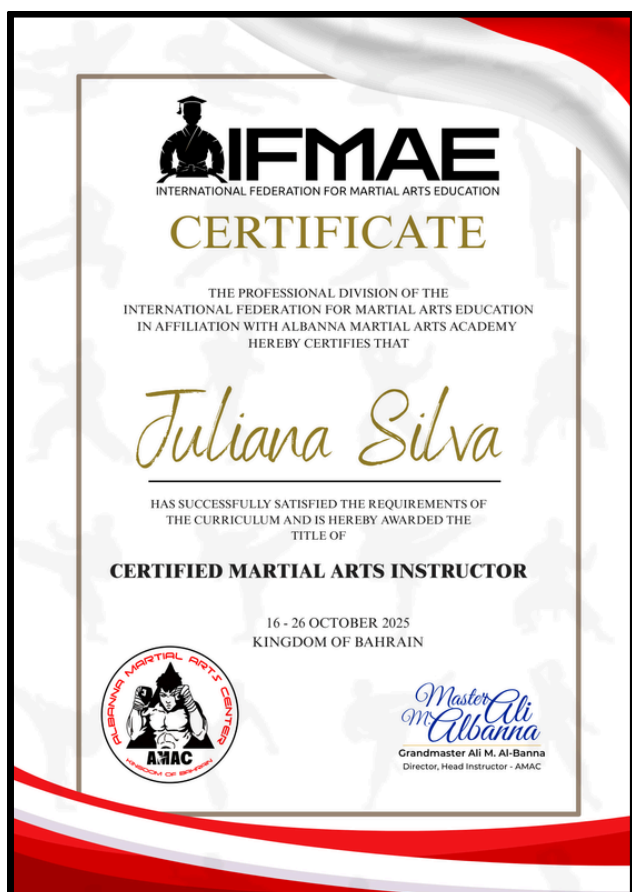 IFMAE
INTERNATIONAL FEDERATION FOR MARTIAL ARTS EDUCATION
CERTIFICATE
THE PROFESSIONAL DIVISION OF THE
INTERNATIONAL FEDERATION FOR MARTIAL ARTS EDUCATION
IN AFFILIATION WITH ALBANNA MARTIAL ARTS ACADEMY
HEREBY CERTIFIES THAT
Juliana Silva
HAS SUCCESSFULLY SATISFIED THE REQUIREMENTS OF
THE CURRICULUM AND IS HEREBY AWARDED THE
TITLE OF
CERTIFIED MARTIAL ARTS INSTRUCTOR
16 - 26 OCTOBER 2025
KINGDOM OF BAHRAIN
ALBANNA MARTIAL ARTS CENTER
AMAC
KINGDOM OF BAHRAIN
Master Ali
M. Albanna
Grandmaster Ali M. Al-Banna
Director, Head Instructor - AMAC